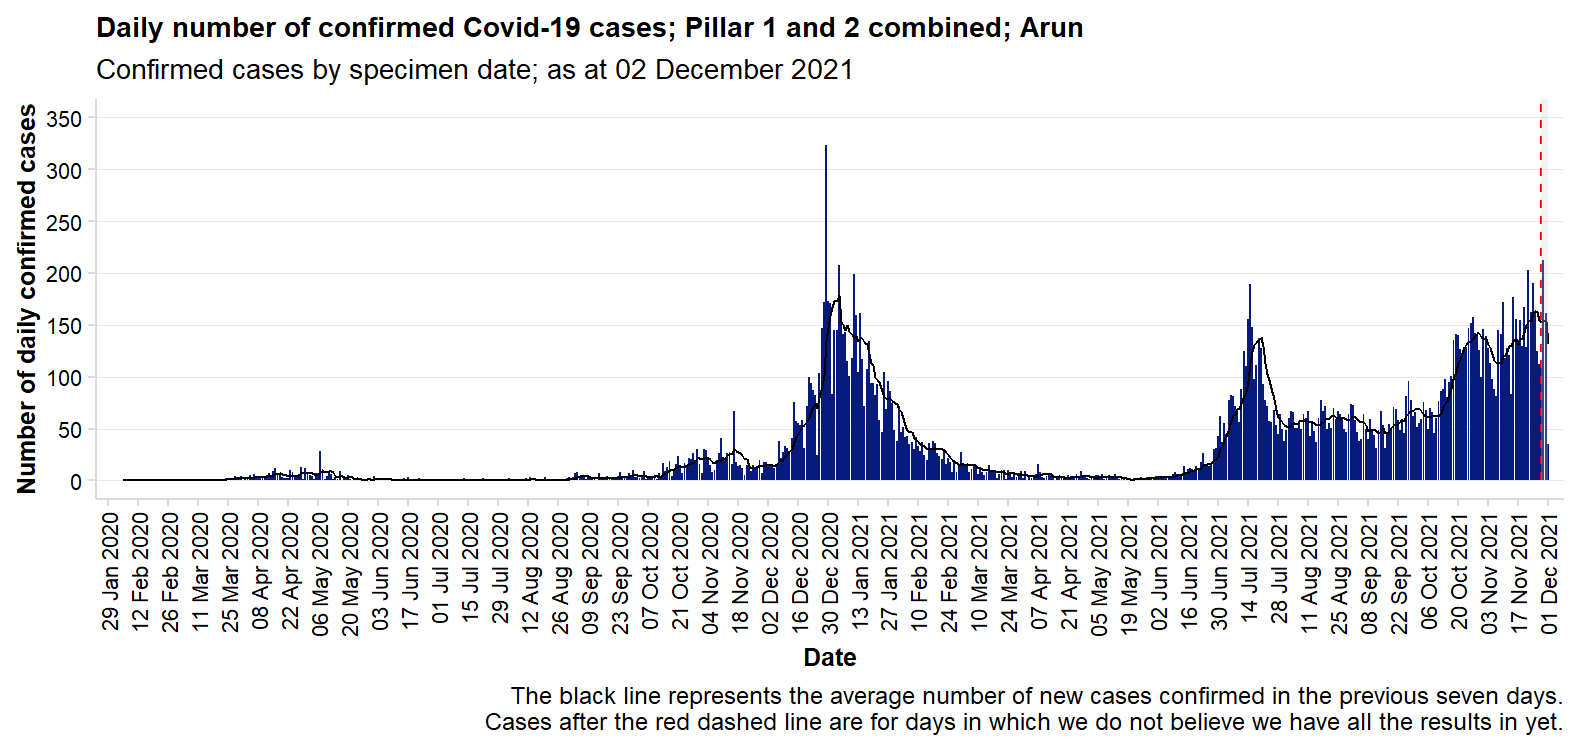 Daily number of confirmed Covid-19 cases; Pillar 1 and 2 combined; Arun
Confirmed cases by specimen date; as at 02 December 2021
Number of daily confirmed cases
350
300
250
200
150
100
50
0
29 Jan 2020
12 Feb 2020
26 Feb 2020
11 Mar 2020
25 Mar 2020
08 Apr 2020
22 Apr 2020
06 May 2020
20 May 2020
03 Jun 2020
17 Jun 2020
01 Jul 2020
15 Jul 2020
29 Jul 2020
12 Aug 2020
26 Aug 2020
09 Sep 2020
23 Sep 2020
07 Oct 2020
21 Oct 2020
04 Nov 2020
18 Nov 2020
02 Dec 2020
16 Dec 2020
30 Dec 2020
13 Jan 2021
27 Jan 2021
10 Feb 2021
24 Feb 2021
10 Mar 2021
24 Mar 2021
07 Apr 2021
21 Apr 2021
05 May 2021
19 May 2021
02 Jun 2021
16 Jun 2021
30 Jun 2021
14 Jul 2021
28 Jul 2021
11 Aug 2021
25 Aug 2021
08 Sep 2021
22 Sep 2021
06 Oct 2021
20 Oct 2021
03 Nov 2021
17 Nov 2021
01 Dec 2021
Date
The black line represents the average number of new cases confirmed in the previous seven days.
Cases after the red dashed line are for days in which we do not believe we have all the results in yet.